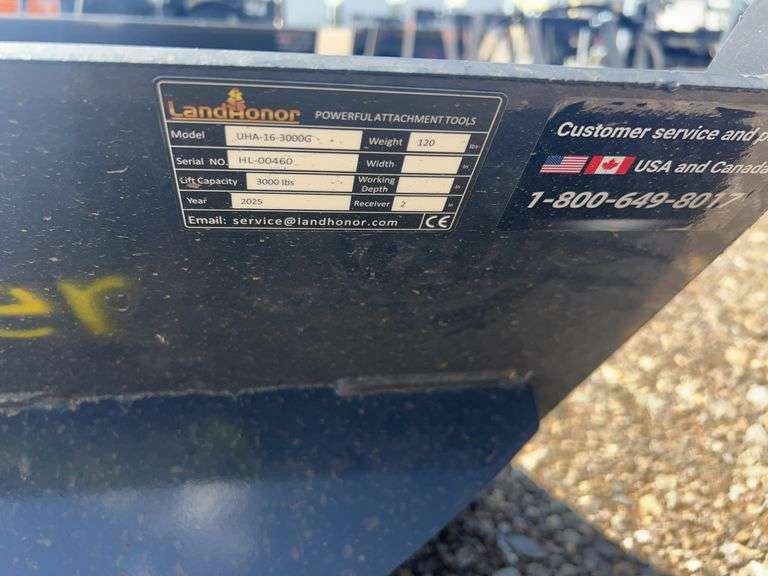 LandHonor POWERFUL ATTACHMENT TOOLS
Model UHA-16-3000G Weight 120 lbs
Serial NO. HL-00460 Width in
Lift Capacity 3000 lbs Working Depth in
Year 2025 Receiver 2 in
Email: service@landhonor.com CE
Customer service and
USA and Canada
1-800-649-8017